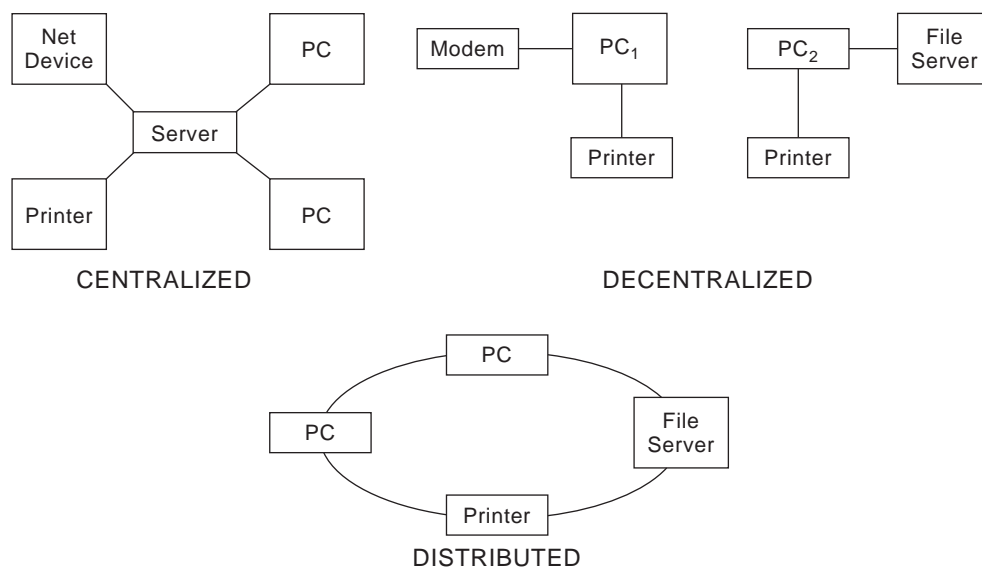 Net
Device
PC
Server
Printer
PC
CENTRALIZED
Modem
PC₁
Printer
PC₂
File
Server
Printer
DECENTRALIZED
PC
PC
File
Server
Printer
DISTRIBUTED